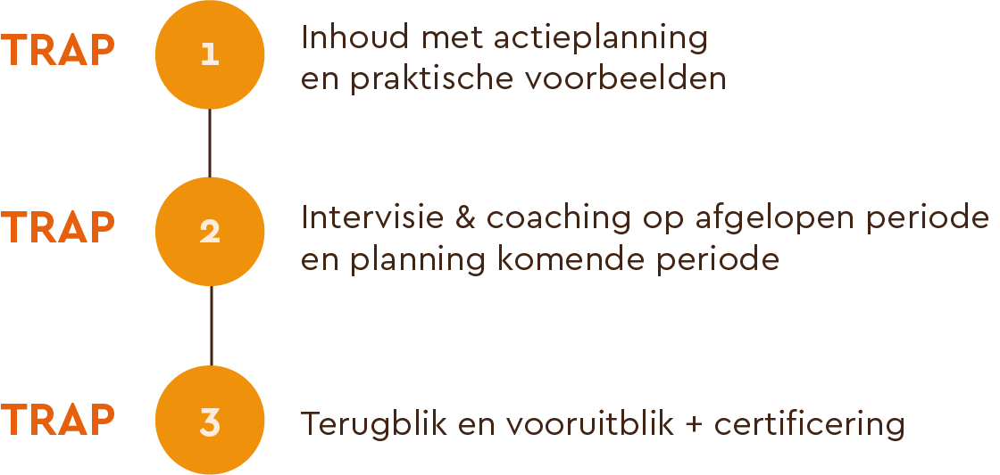 TRAP 1 Inhoud met actieplanning
en praktische voorbeelden
TRAP 2 Intervisie & coaching op afgelopen periode
en planning komende periode
TRAP 3 Terugblik en vooruitblik + certificering